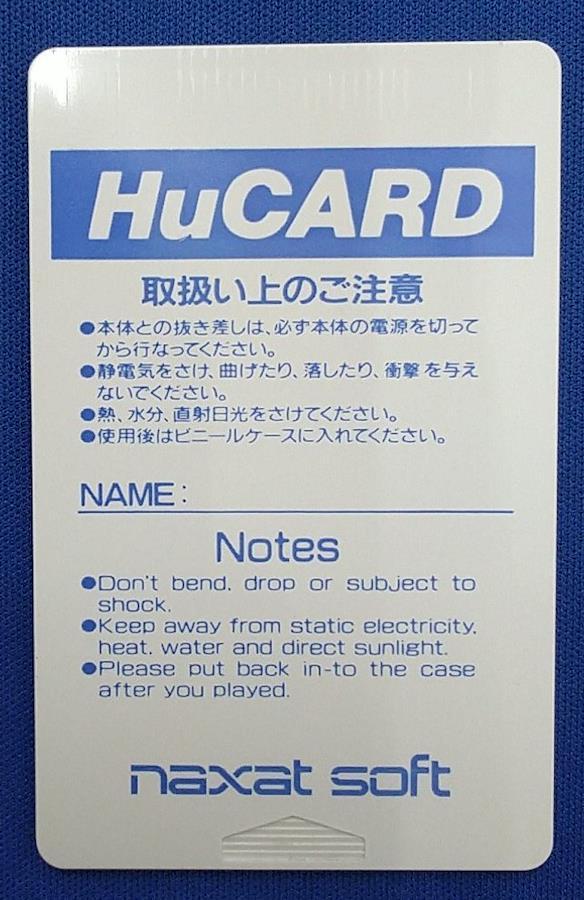 HuCARD
取扱い上のご注意
●本体との抜き差しは、必ず本体の電源を切って
から行なってください。
●静電気をさけ、曲げたり、落したり、衝撃を与え
ないでください。
●熱、水分、直射日光をさけてください。
●使用後はビニールケースに入れてください。
NAME:
Notes
●Don't bend, drop or subject to
shock.
●Keep away from static electricity,
heat, water and direct sunlight.
●Please put back in-to the case
after you played.
naxat soft